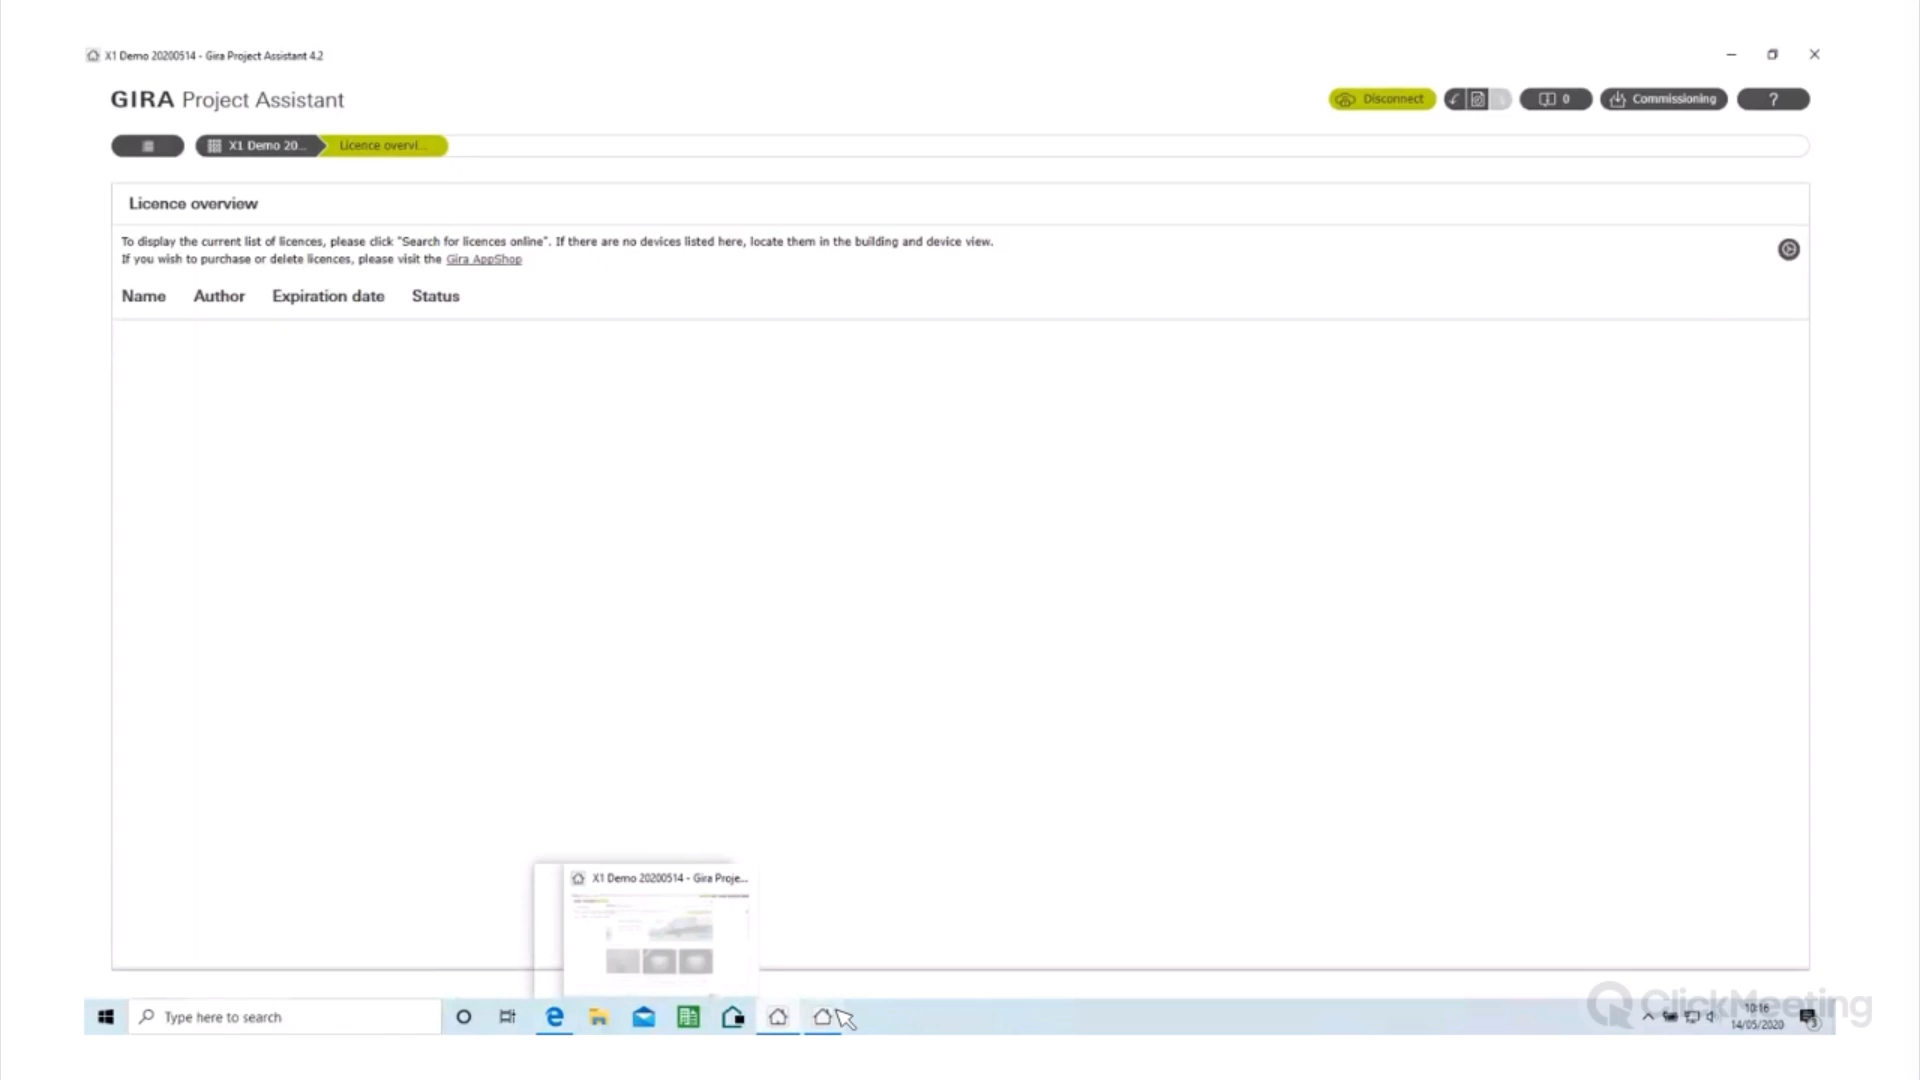 X1 Demo 20200514 - Gira Project Assistant 4.2
GIRA Project Assistant
Disconnect
0
Commissioning
?
X1 Demo 20...
Licence overvi...
Licence overview
To display the current list of licences, please click "Search for licences online". If there are no devices listed here, locate them in the building and device view.
If you wish to purchase or delete licences, please visit the Gira AppShop
Name Author Expiration date Status
X1 Demo 20200514 - Gira Proje...
Type here to search
ClickMeeting
10:16
14/05/2020
3